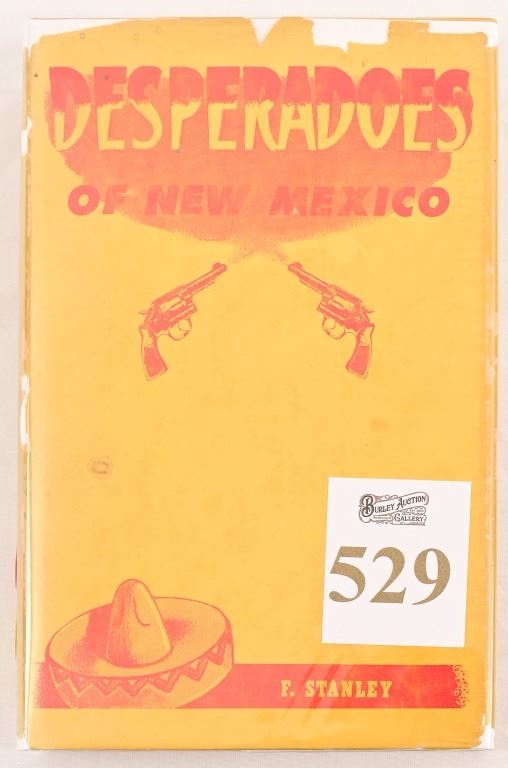 DESPERADOES
OF NEW MEXICO
BURLEY AUCTION
GALLERY
529
F. STANLEY